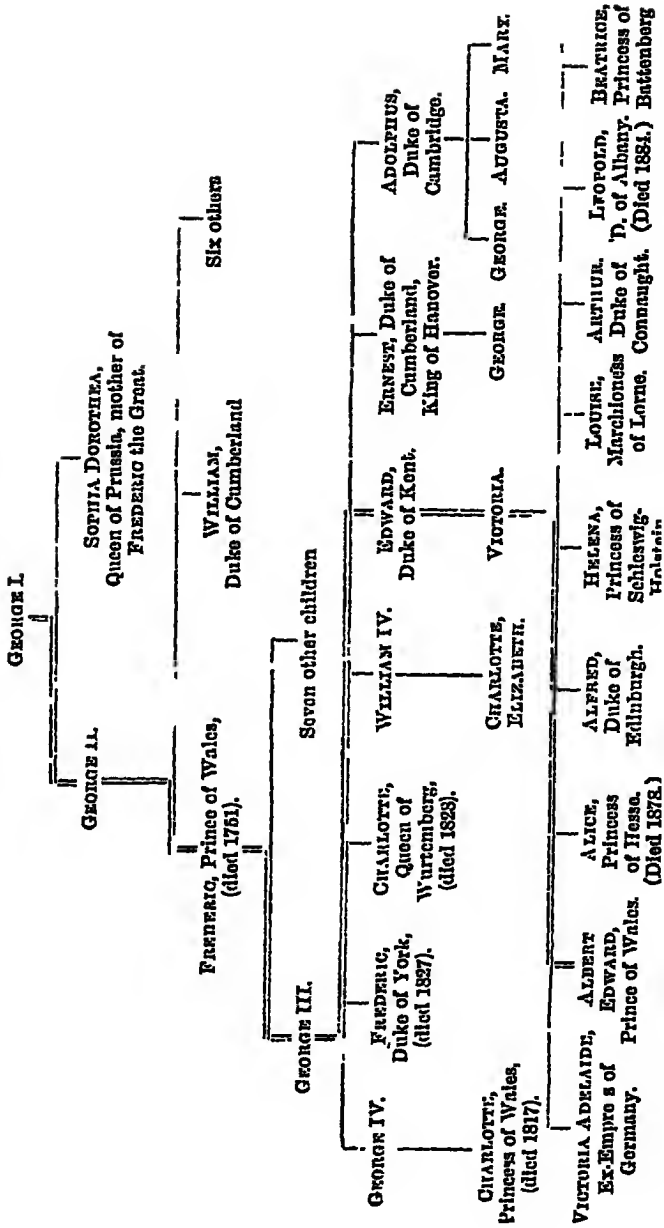 GEORGE I.
GEORGE II.
SOPHIA DOROTHEA,
Queen of Prussia, mother of
FREDERIC the Great.
FREDERIC, Prince of Wales,
(died 1751).
WILLIAM,
Duke of Cumberland
Six others
GEORGE III.
Seven other children
GEORGE IV.
FREDERIC,
Duke of York,
(died 1827).
CHARLOTTE,
Queen of
Wurtemberg,
(died 1828).
WILLIAM IV.
EDWARD,
Duke of Kent.
ERNEST, Duke of
Cumberland,
King of Hanover.
ADOLPHUS,
Duke of
Cambridge.
CHARLOTTE,
Princess of Wales,
(died 1817).
CHARLOTTE,
ELIZABETH.
VICTORIA.
GEORGE.
GEORGE. AUGUSTA. MARY.
VICTORIA ADELAIDE,
Ex-Empre s of
Germany.
ALBERT
EDWARD,
Prince of Wales.
ALICE,
Princess
of Hesse.
(Died 1878.)
ALFRED,
Duke of
Edinburgh.
HELENA,
Princess of
Schleswig-
Holstein
LOUISE,
Marchioness
of Lorne.
ARTHUR.
Duke of
Connaught.
LEOPOLD,
D. of Albany.
(Died 1884.)
BEATRICE,
Princess of
Battenberg